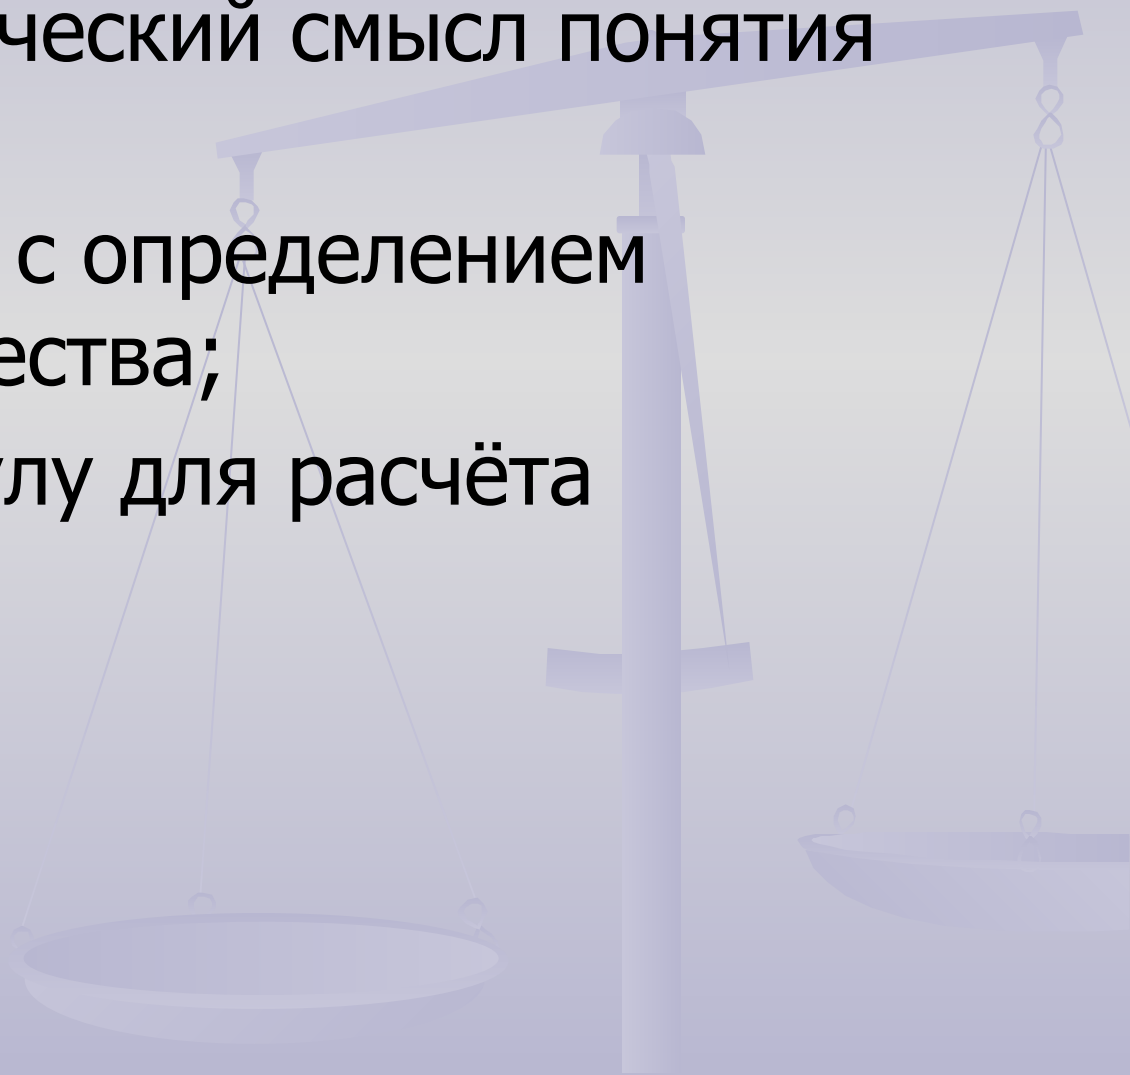 ческий смысл понятия
с определением
ества;
лу для расчёта